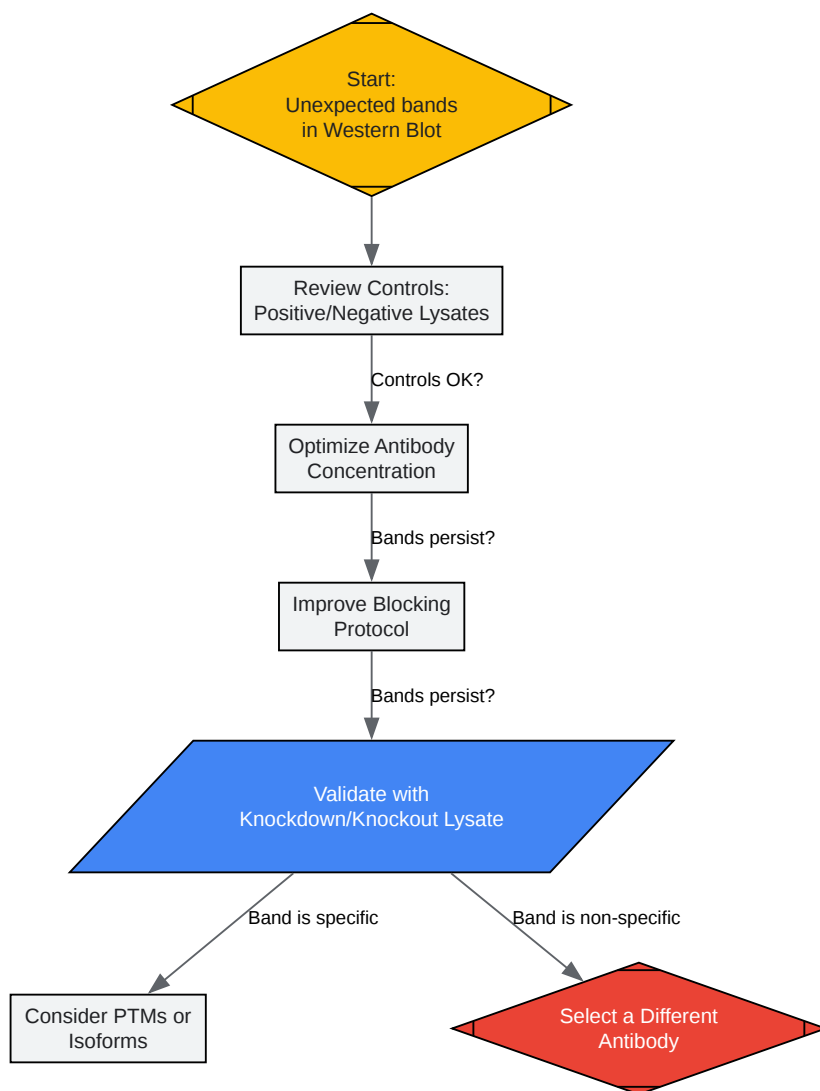 Start:
Unexpected bands
in Western Blot
Review Controls:
Positive/Negative Lysates
Controls OK?
Optimize Antibody
Concentration
Bands persist?
Improve Blocking
Protocol
Bands persist?
Validate with
Knockdown/Knockout Lysate
Band is specific
Band is non-specific
Consider PTMs or
Isoforms
Select a Different
Antibody